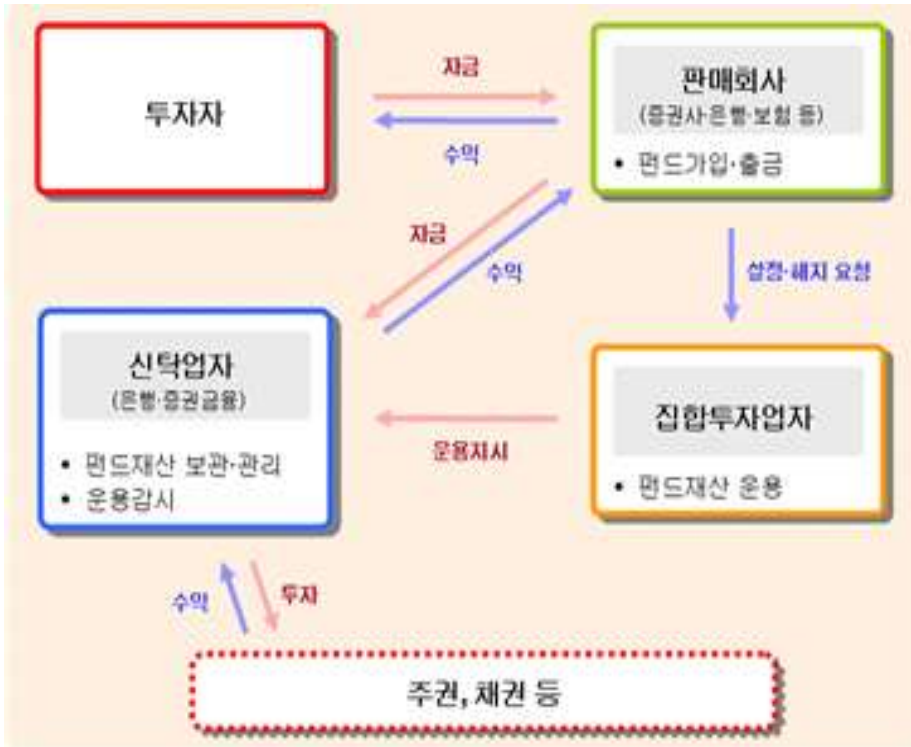 투자자
자금
수익
판매회사
(증권사·은행·보험 등)
• 펀드가입·출금
자금
수익
설정·해지 요청
신탁업자
(은행·증권금융)
• 펀드재산 보관·관리
• 운용감시
운용지시
집합투자업자
• 펀드재산 운용
수익
투자
주권, 채권 등